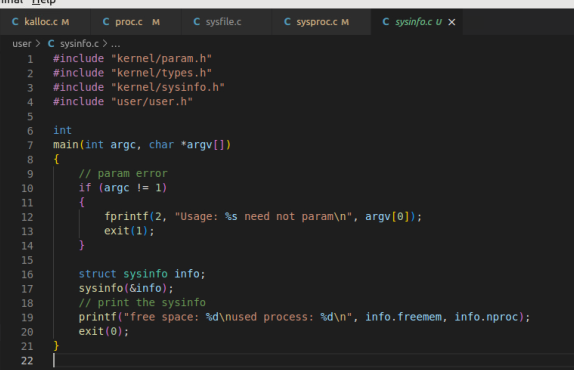 Help
C kalloc.c M C proc.c M C sysfile.c C sysproc.c M C sysinfo.c U ×
user > C sysinfo.c > ...
1 #include "kernel/param.h"
2 #include "kernel/types.h"
3 #include "kernel/sysinfo.h"
4 #include "user/user.h"
5
6 int
7 main(int argc, char *argv[])
8 {
9     // param error
10     if (argc != 1)
11     {
12         fprintf(2, "Usage: %s need not param\n", argv[0]);
13         exit(1);
14     }
15
16     struct sysinfo info;
17     sysinfo(&info);
18     // print the sysinfo
19     printf("free space: %d\nused process: %d\n", info.freemem, info.nproc);
20     exit(0);
21 }
22